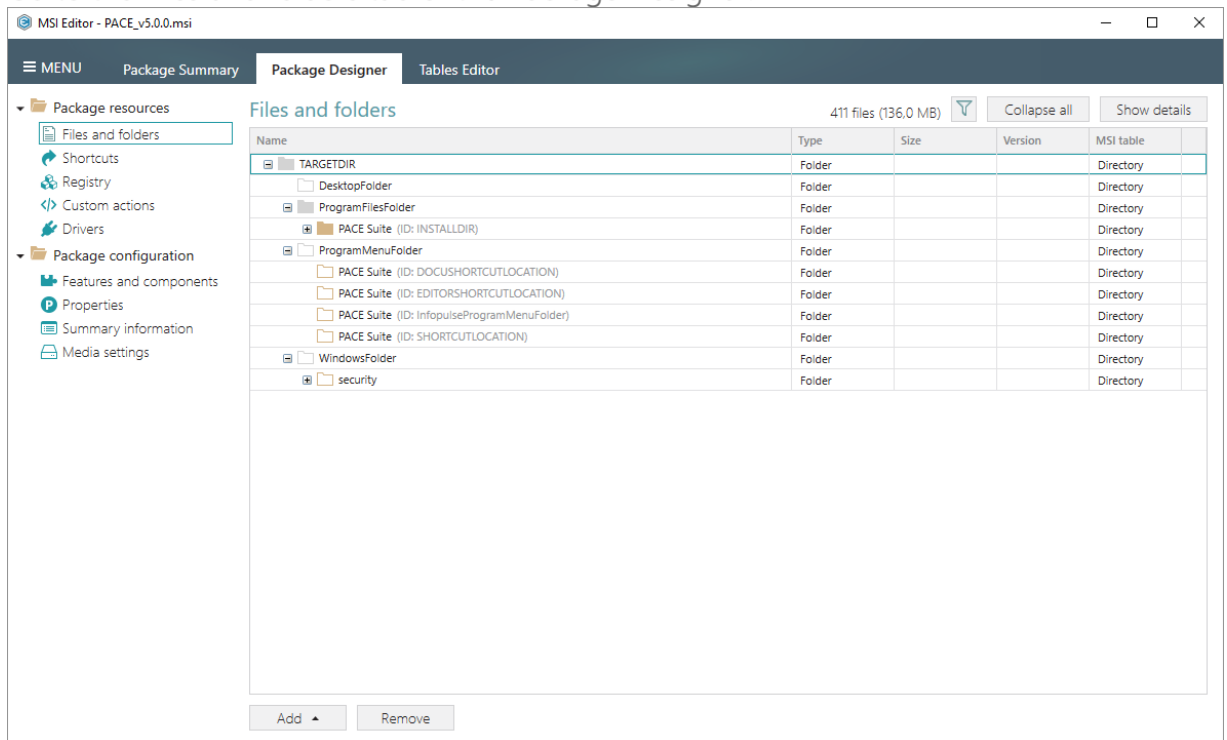 MSI Editor - PACE_v5.0.0.msi
MENU Package Summary Package Designer Tables Editor
Package resources
Files and folders
Shortcuts
Registry
Custom actions
Drivers
Package configuration
Features and components
Properties
Summary information
Media settings
Files and folders 411 files (136,0 MB) Collapse all Show details
Name Type Size Version MSI table
TARGETDIR Folder Directory
DesktopFolder Folder Directory
ProgramFilesFolder Folder Directory
PACE Suite (ID: INSTALLDIR) Folder Directory
ProgramMenuFolder Folder Directory
PACE Suite (ID: DOCUSHORTCUTLOCATION) Folder Directory
PACE Suite (ID: EDITORSHORTCUTLOCATION) Folder Directory
PACE Suite (ID: InfopulseProgramMenuFolder) Folder Directory
PACE Suite (ID: SHORTCUTLOCATION) Folder Directory
WindowsFolder Folder Directory
security Folder Directory
Add Remove